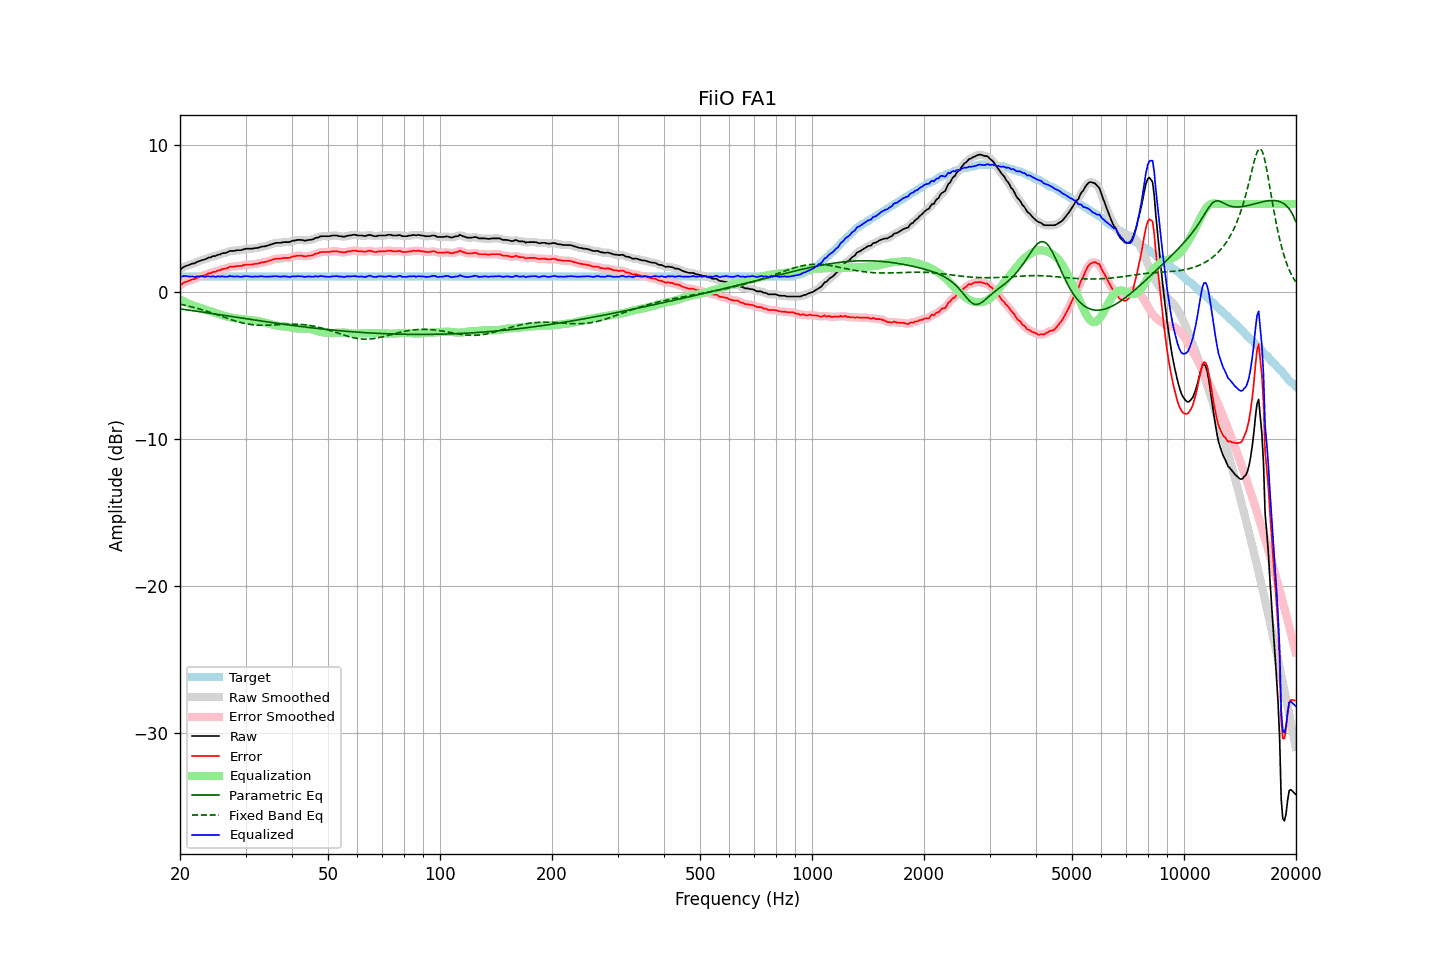 FiiO FA1
Amplitude (dBr)
10
0
−10
−20
−30
Target
Raw Smoothed
Error Smoothed
Raw
Error
Equalization
Parametric Eq
Fixed Band Eq
Equalized
20 50 100 200 500 1000 2000 5000 10000 20000
Frequency (Hz)